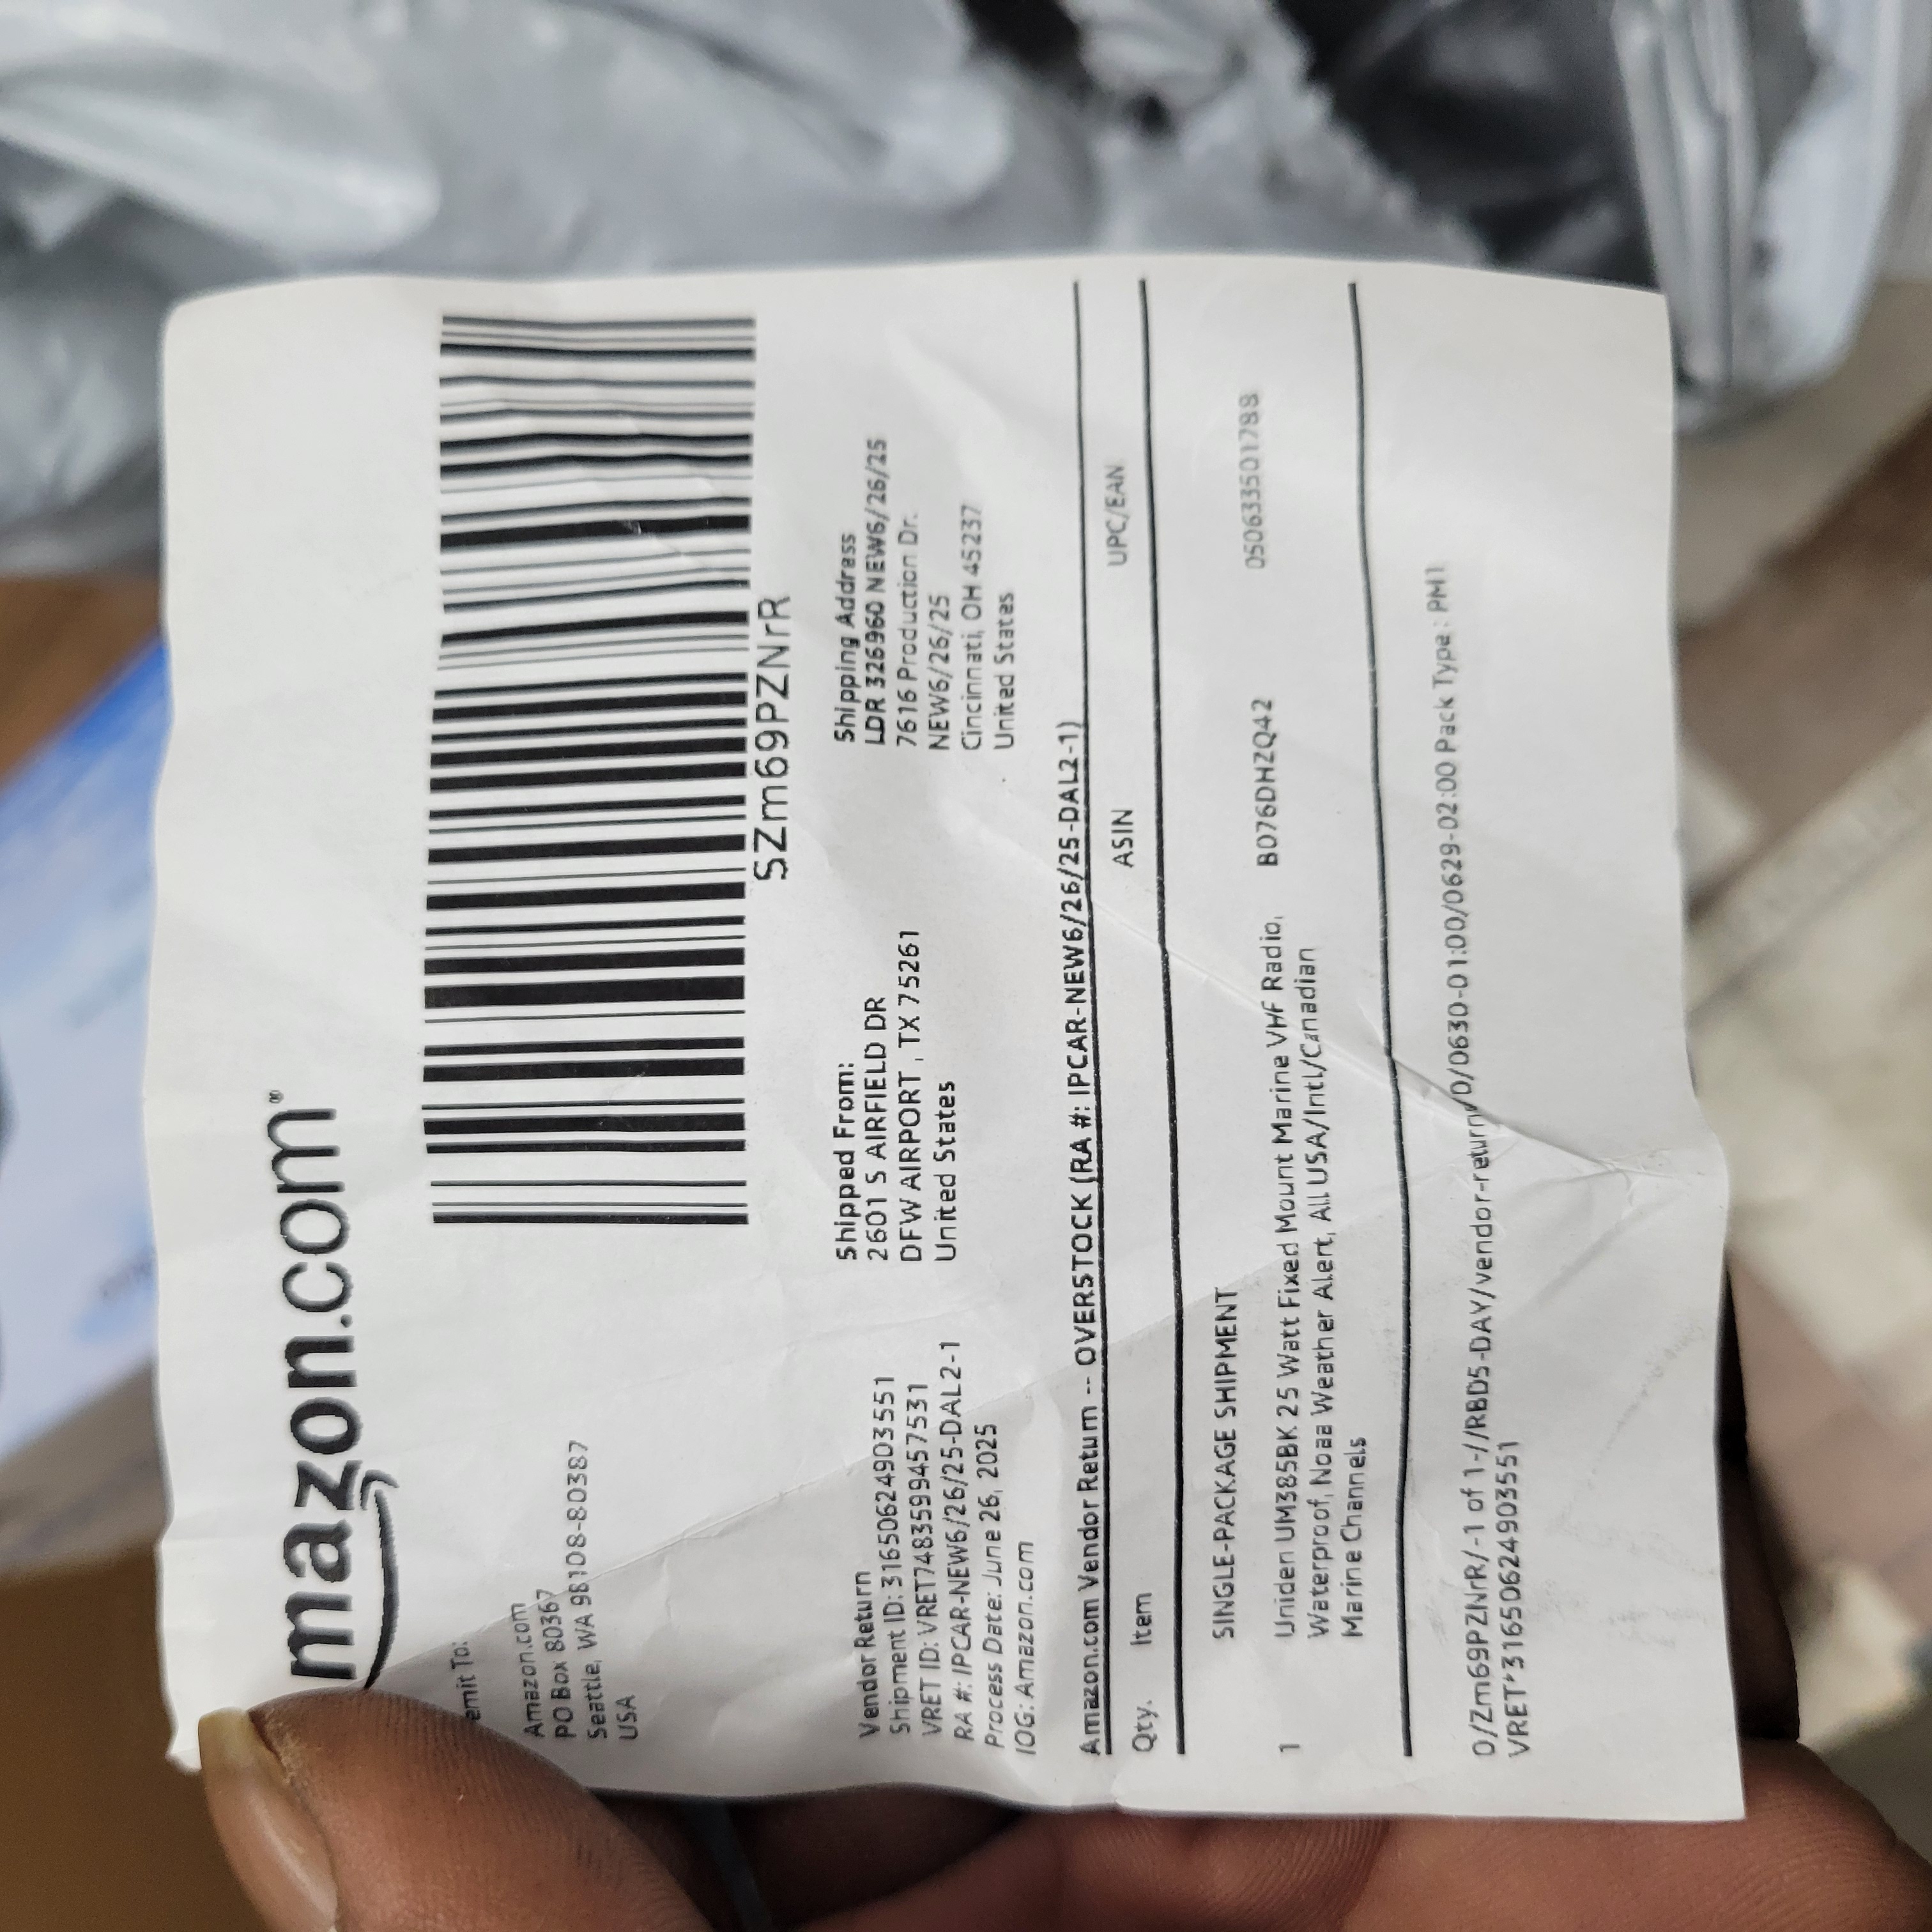 mazon.com®
emit To:
Amazon.com
PO Box 80367
Seattle, WA 98108-80387
USA
SZm69PZNrR
Vendor Return
Shipment ID: 31650624903551
VRET ID: VRET748359945 7531
RA #: IPCAR-NEW6/26/25-DAL2-1
Process Date: June 26, 2025
IOG: Amazon.com
Shipped From:
2601 S AIRFIELD DR
DFW AIRPORT , TX 75261
United States
Shipping Address
LDR 326960 NEW6/26/25
7616 Production Dr.
NEW6/26/25
Cincinnati, OH 45237
United States
Amazon.com Vendor Return -- OVERSTOCK (RA #: IPCAR-NEW6/26/25-DAL2-1)
Qty. Item ASIN UPC/EAN
SINGLE-PACKAGE SHIPMENT
1 Uniden UM385BK 25 Watt Fixed Mount Marine VHF Radio, B076DHZQ42 050633501788
Waterproof, Noaa Weather Alert, All USA/Intl/Canadian
Marine Channels
0/Zm69PZNrR/-1 of 1-//RBDS-DAY/vendor-return/0/0630-01:00/0629-02:00 Pack Type : PM1
VRET*31650624903551